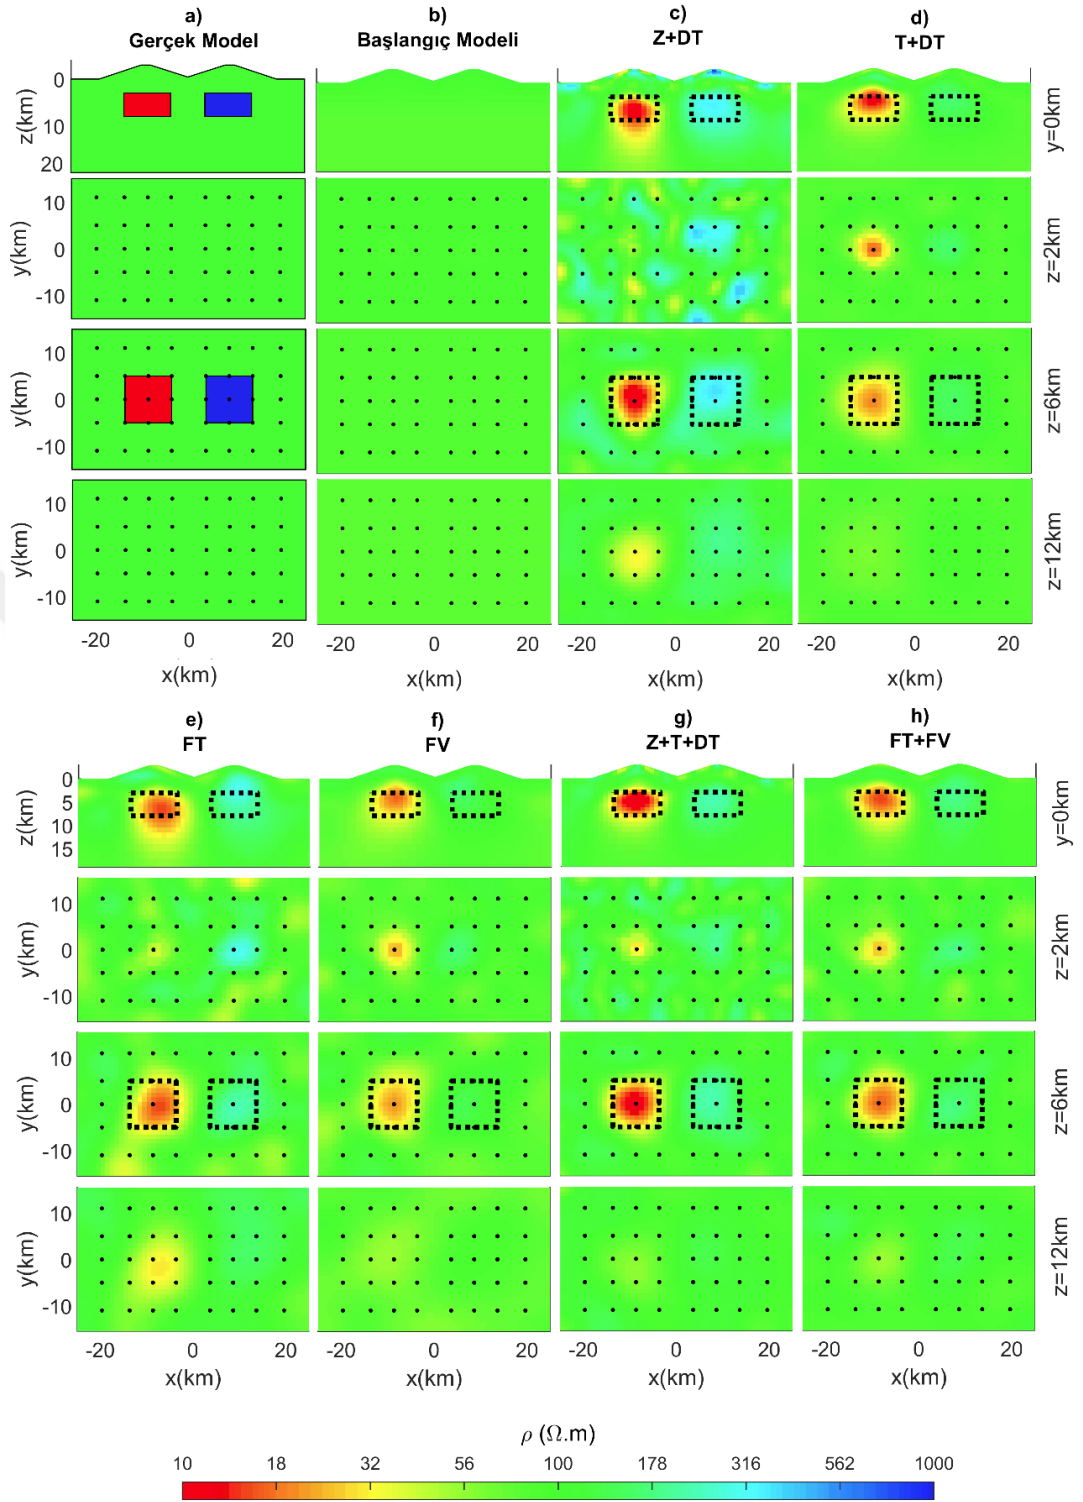 a)
Gerçek Model
b)
Başlangıç Modeli
c)
Z+DT
d)
T+DT
0
10
20
z(km)
y=0km
10
0
-10
y(km)
z=2km
10
0
-10
y(km)
z=6km
10
0
-10
y(km)
z=12km
-20 0 20
-20 0 20
-20 0 20
-20 0 20
x(km)
x(km)
x(km)
x(km)
e)
FT
f)
FV
g)
Z+T+DT
h)
FT+FV
0
5
10
15
z(km)
y=0km
10
0
-10
y(km)
z=2km
10
0
-10
y(km)
z=6km
10
0
-10
y(km)
z=12km
-20 0 20
-20 0 20
-20 0 20
-20 0 20
x(km)
x(km)
x(km)
x(km)
ρ (Ω.m)
10 18 32 56 100 178 316 562 1000